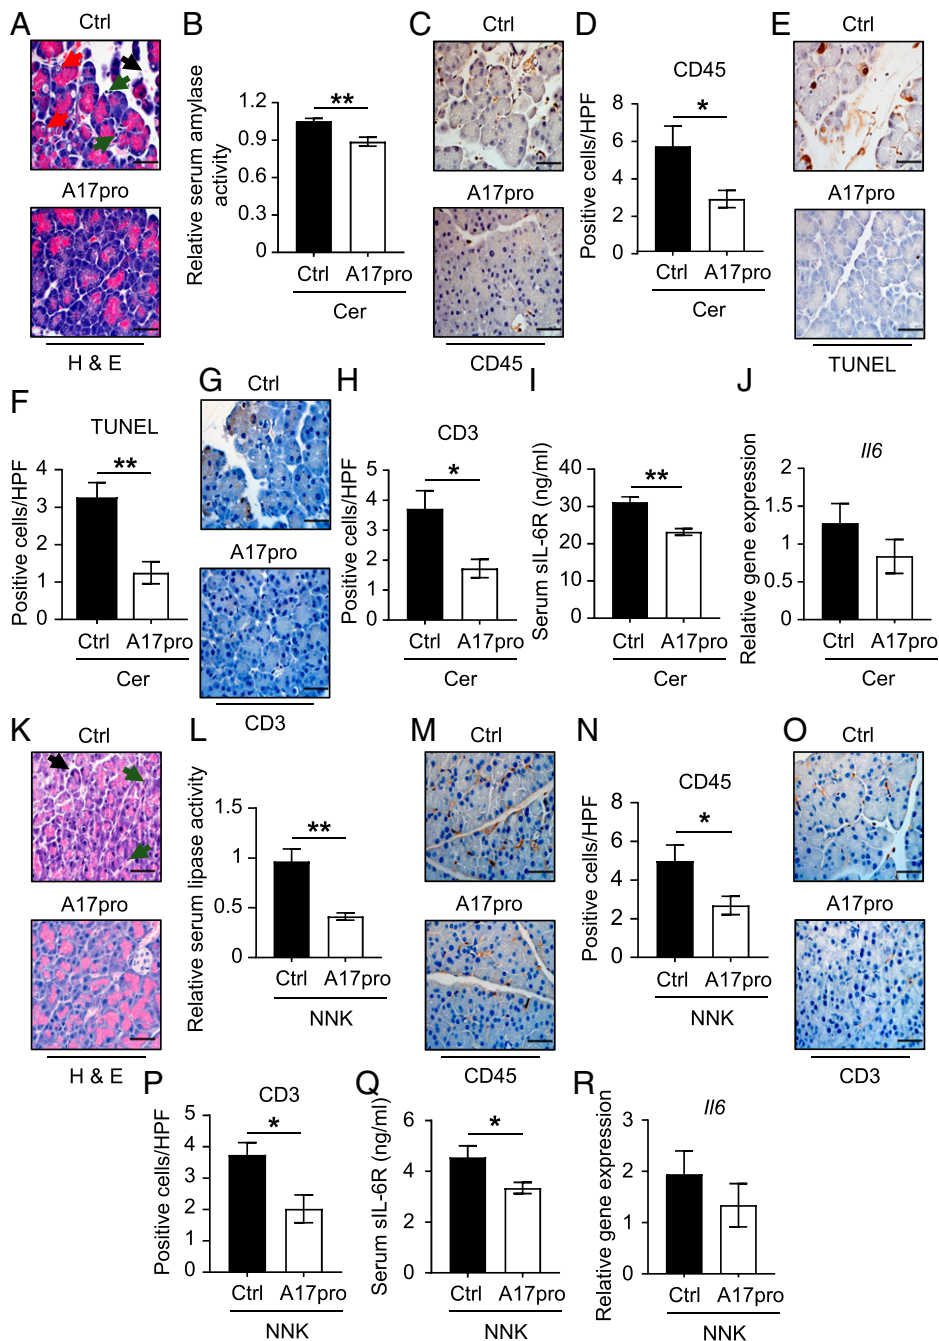 A
Ctrl
A17pro
H & E
B
Relative serum amylase
activity
1.2
0.9
0.6
0.3
0
**
Ctrl A17pro
Cer
C
Ctrl
A17pro
CD45
D
CD45
Positive cells/HPF
8
6
4
2
0
*
Ctrl A17pro
Cer
E
Ctrl
A17pro
TUNEL
F
TUNEL
Positive cells/HPF
4
3
2
1
0
**
Ctrl A17pro
Cer
G
Ctrl
A17pro
CD3
H
CD3
Positive cells/HPF
5
4
3
2
1
0
*
Ctrl A17pro
Cer
I
Serum sIL-6R (ng/ml)
40
30
20
10
0
**
Ctrl A17pro
Cer
J
Il6
Relative gene expression
1.5
1
0.5
0
Ctrl A17pro
Cer
K
Ctrl
A17pro
H & E
L
Relative serum lipase activity
1.5
1
0.5
0
**
Ctrl A17pro
NNK
M
Ctrl
A17pro
CD45
N
CD45
Positive cells/HPF
8
6
4
2
0
*
Ctrl A17pro
NNK
O
Ctrl
A17pro
CD3
P
CD3
Positive cells/HPF
5
4
3
2
1
0
*
Ctrl A17pro
NNK
Q
Serum sIL-6R (ng/ml)
6
4
2
0
*
Ctrl A17pro
NNK
R
Il6
Relative gene expression
3
2
1
0
Ctrl A17pro
NNK